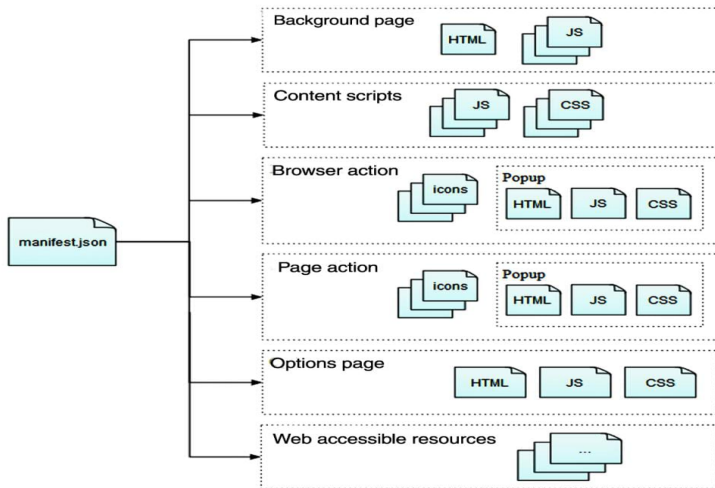 Background page
HTML
JS
Content scripts
JS
CSS
Browser action
icons
Popup
HTML
JS
CSS
manifest.json
Page action
icons
Popup
HTML
JS
CSS
Options page
HTML
JS
CSS
Web accessible resources
...